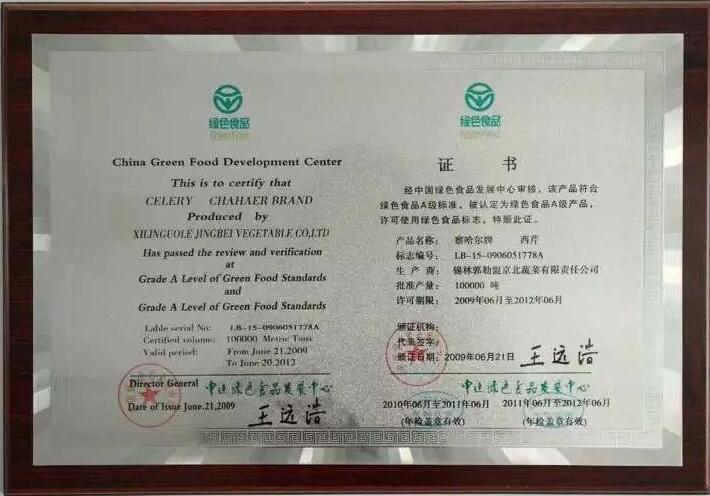 绿色食品
GreenFood
China Green Food Development Center
This is to certify that
CELERY CHAHAER BRAND
Produced by
XILINGUOLE JINGBEI VEGETABLE CO,LTD
Has passed the review and verification
at
Grade A Level of Green Food Standards
and
Grade A Level of Green Food Standards
Lable serial No: LB-15-0906051778A
Certified volume: 100000 Metric Tons
Valid period: From June 21,2009
To June 20,2012
Director General 中国绿色食品发展中心
Date of Issue June,21,2009 王运浩
绿色食品
GreenFood
证 书
经中国绿色食品发展中心审核，该产品符合
绿色食品A级标准，被认定为绿色食品A级产品，
许可使用绿色食品标志，特颁此证。
产品名称： 察哈尔牌 西芹
标志编号： LB-15-0906051778A
生 产 商： 锡林郭勒盟京北蔬菜有限责任公司
批准产量： 100000 吨
许可期限： 2009年06月至2012年06月
颁证机构：
代表签字：
颁证日期： 2009年06月21日 王运浩
中国绿色食品发展中心
2010年06月至2011年06月 2011年06月至2012年06月
(年检盖章有效) (年检盖章有效)